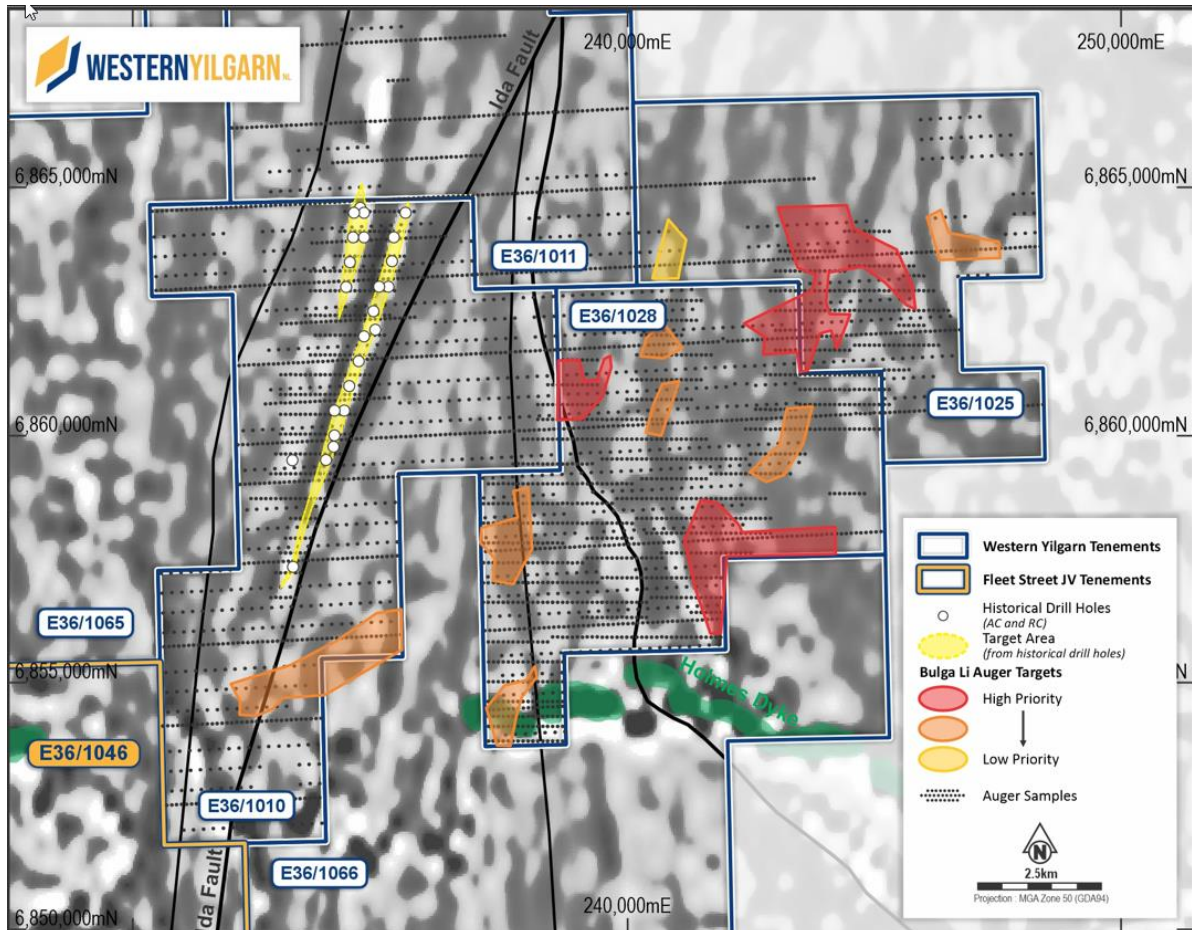 240,000mE
250,000mE
WESTERNYILGARN NL
Ida Fault
6,865,000mN
6,865,000mN
E36/1011
E36/1028
E36/1025
6,860,000mN
6,860,000mN
Western Yilgarn Tenements
Fleet Street JV Tenements
Historical Drill Holes
(AC and RC)
Target Area
(from historical drill holes)
Bulga Li Auger Targets
High Priority
Low Priority
Auger Samples
N
2.5km
Projection : MGA Zone 50 (GDA94)
E36/1065
6,855,000mN
N
Holmes Dyke
E36/1046
E36/1010
E36/1066
da Fault
6,850,000mN
240,000mE